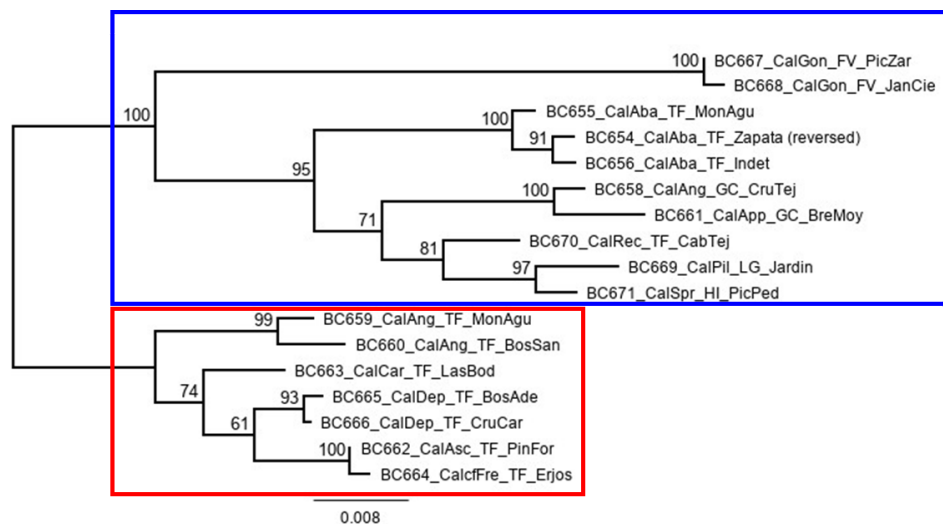 100
BC667_CalGon_FV_PicZar
BC668_CalGon_FV_JanCie
100
100
BC655_CalAba_TF_MonAgu
91
BC654_CalAba_TF_Zapata (reversed)
BC656_CalAba_TF_Indet
95
100
BC658_CalAng_GC_CruTej
BC661_CalApp_GC_BreMoy
71
81
BC670_CalRec_TF_CabTej
97
BC669_CalPil_LG_Jardin
BC671_CalSpr_HI_PicPed
99
BC659_CalAng_TF_MonAgu
BC660_CalAng_TF_BosSan
74
BC663_CalCar_TF_LasBod
93
BC665_CalDep_TF_BosAde
61
BC666_CalDep_TF_CruCar
100
BC662_CalAsc_TF_PinFor
BC664_CalcfFre_TF_Erjos
0.008